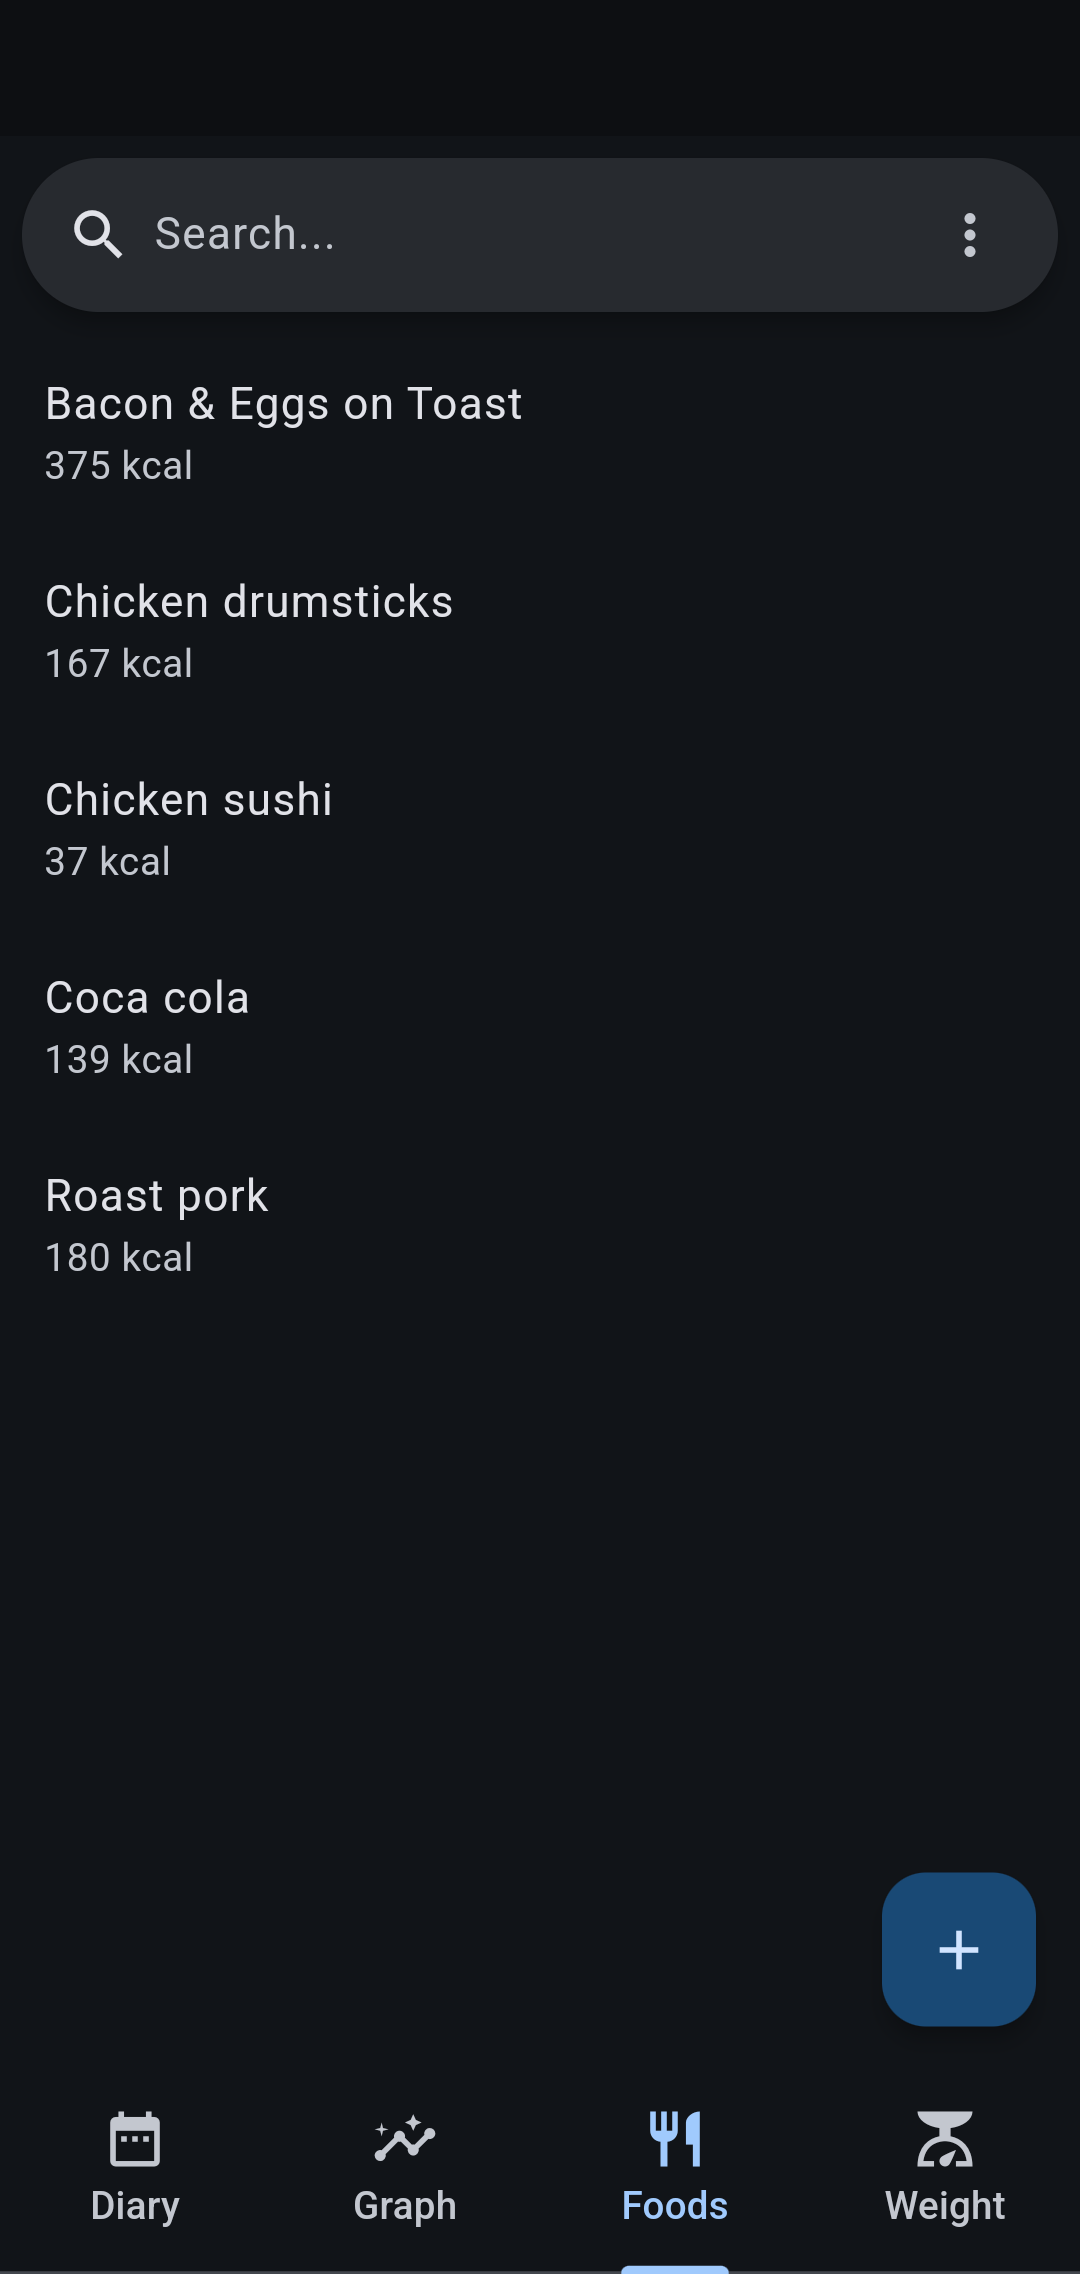 Search...
Bacon & Eggs on Toast
375 kcal
Chicken drumsticks
167 kcal
Chicken sushi
37 kcal
Coca cola
139 kcal
Roast pork
180 kcal
Diary
Graph
Foods
Weight